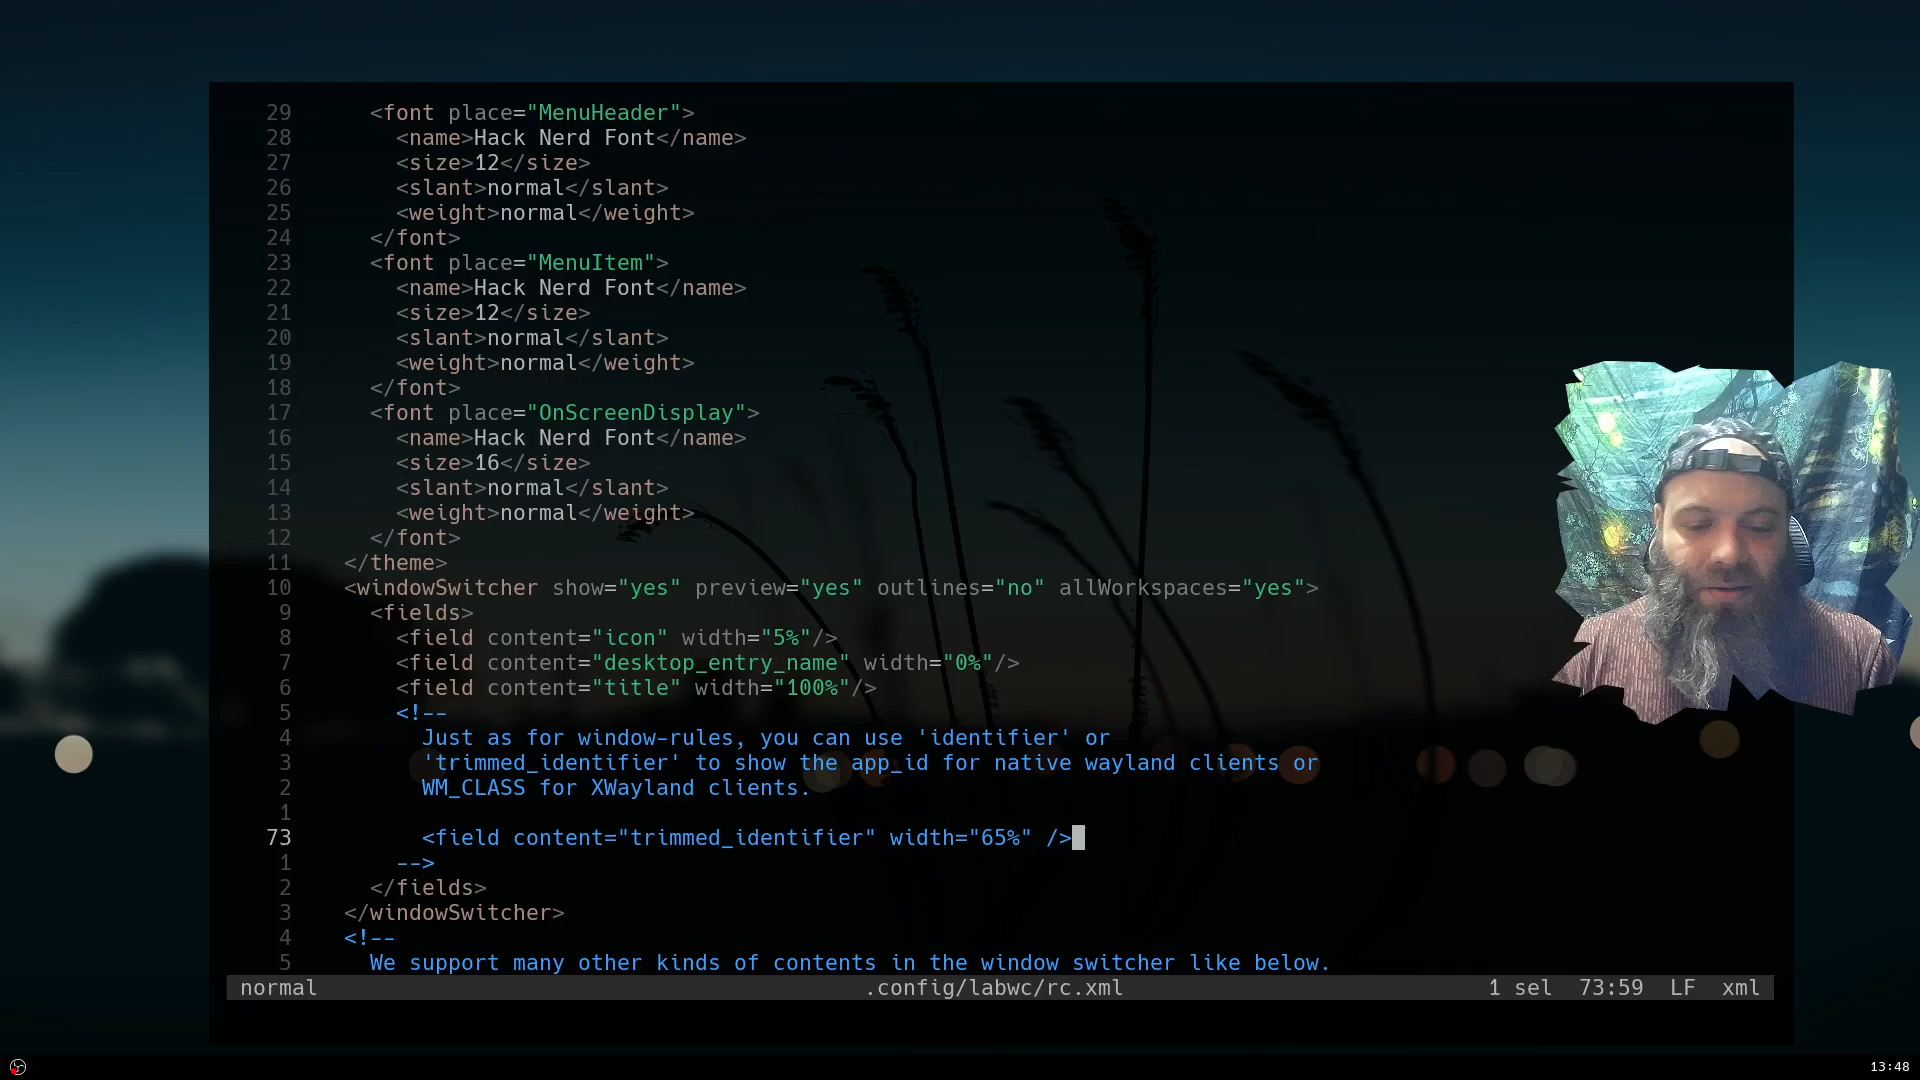 29 <font place="MenuHeader">
28 <name>Hack Nerd Font</name>
27 <size>12</size>
26 <slant>normal</slant>
25 <weight>normal</weight>
24 </font>
23 <font place="MenuItem">
22 <name>Hack Nerd Font</name>
21 <size>12</size>
20 <slant>normal</slant>
19 <weight>normal</weight>
18 </font>
17 <font place="OnScreenDisplay">
16 <name>Hack Nerd Font</name>
15 <size>16</size>
14 <slant>normal</slant>
13 <weight>normal</weight>
12 </font>
11 </theme>
10 <windowSwitcher show="yes" preview="yes" outlines="no" allWorkspaces="yes">
9 <fields>
8 <field content="icon" width="5%"/>
7 <field content="desktop_entry_name" width="0%"/>
6 <field content="title" width="100%"/>
5 <!--
4 Just as for window-rules, you can use 'identifier' or
3 'trimmed_identifier' to show the app_id for native wayland clients or
2 WM_CLASS for XWayland clients.
1
73 <field content="trimmed_identifier" width="65%" />
1 -->
2 </fields>
3 </windowSwitcher>
4 <!--
5 We support many other kinds of contents in the window switcher like below.
normal .config/labwc/rc.xml 1 sel 73:59 LF xml
13:48